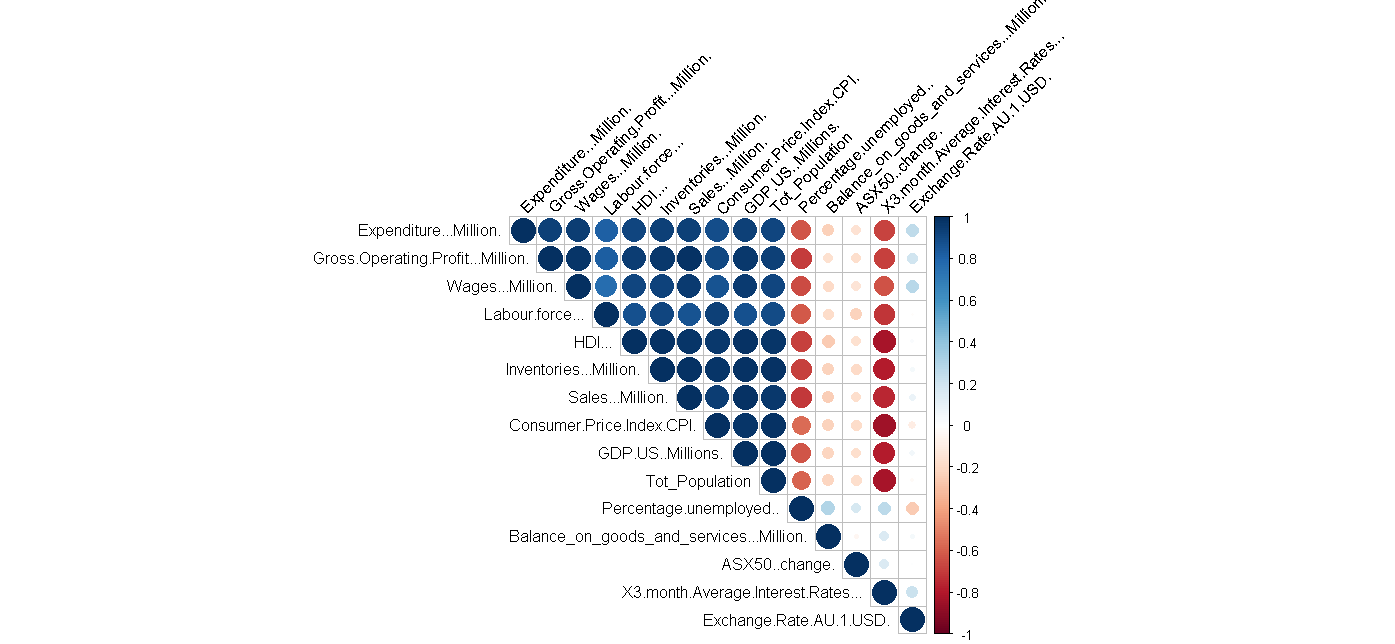 Expenditure...Million.
Gross.Operating.Profit...Million.
Wages...Million.
Labour.force...
HDI...
Inventories...Million.
Sales...Million.
Consumer.Price.Index.CPI.
GDP.US..Millions.
Tot_Population
Percentage.unemployed..
Balance_on_goods_and_services...Million.
ASX50..change.
X3.month.Average.Interest.Rates...
Exchange.Rate.AU.1.USD.
Expenditure...Million.
Gross.Operating.Profit...Million.
Wages...Million.
Labour.force...
HDI...
Inventories...Million.
Sales...Million.
Consumer.Price.Index.CPI.
GDP.US..Millions.
Tot_Population
Percentage.unemployed..
Balance_on_goods_and_services...Million.
ASX50..change.
X3.month.Average.Interest.Rates...
Exchange.Rate.AU.1.USD.
1
0.8
0.6
0.4
0.2
0
-0.2
-0.4
-0.6
-0.8
-1